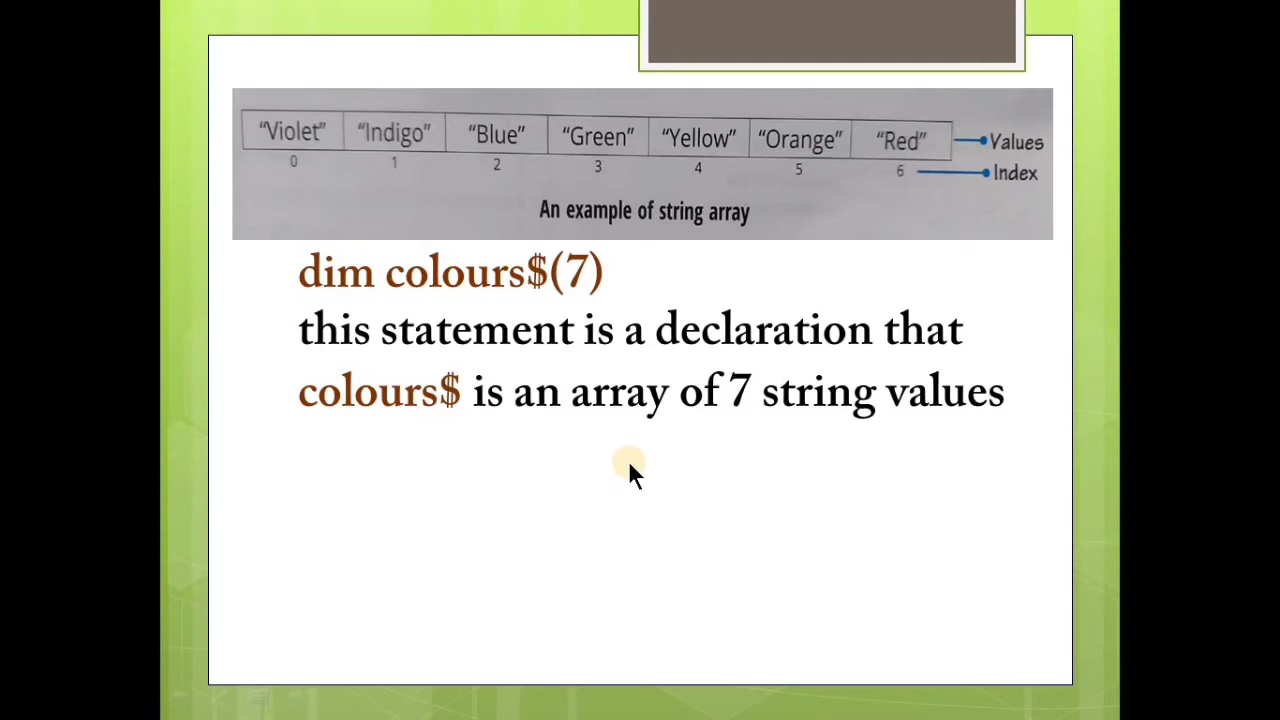 “Violet” “Indigo” “Blue” “Green” “Yellow” “Orange” “Red” Values
0 1 2 3 4 5 6 Index
An example of string array
dim colours$(7)
this statement is a declaration that
colours$ is an array of 7 string values